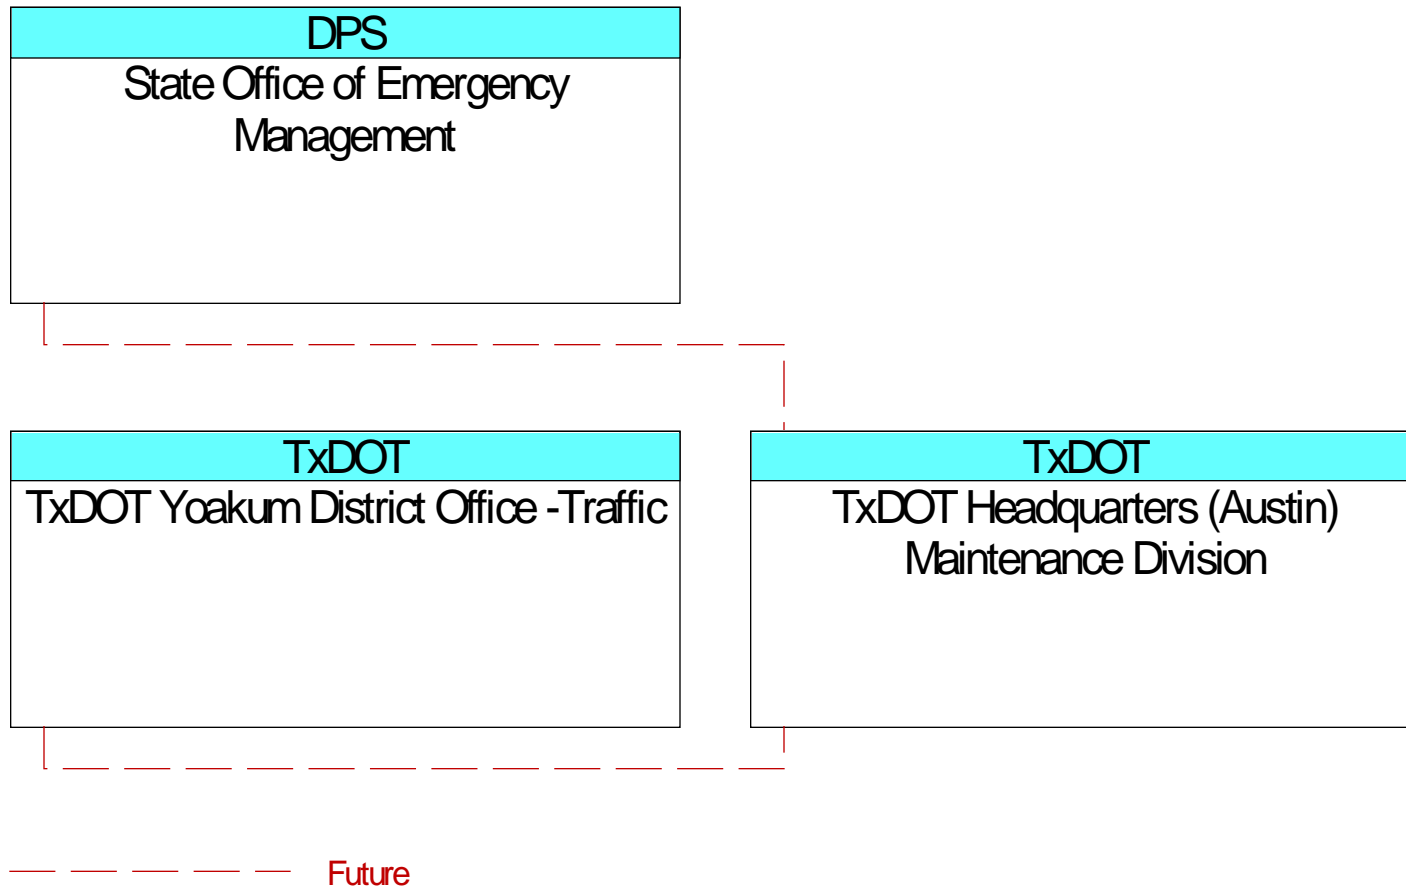 DPS
State Office of Emergency
Management
TxDOT
TxDOT Yoakum District Office -Traffic
TxDOT
TxDOT Headquarters (Austin)
Maintenance Division
Future